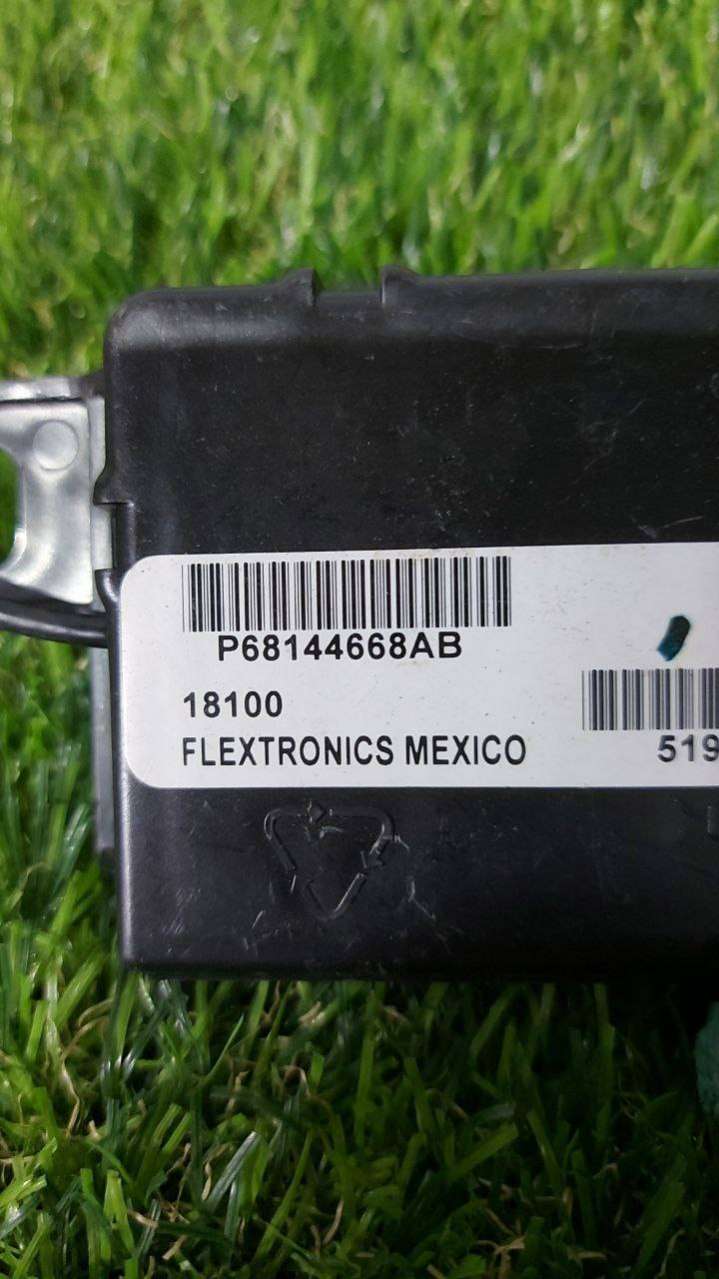 P68144668AB
18100
FLEXTRONICS MEXICO
519